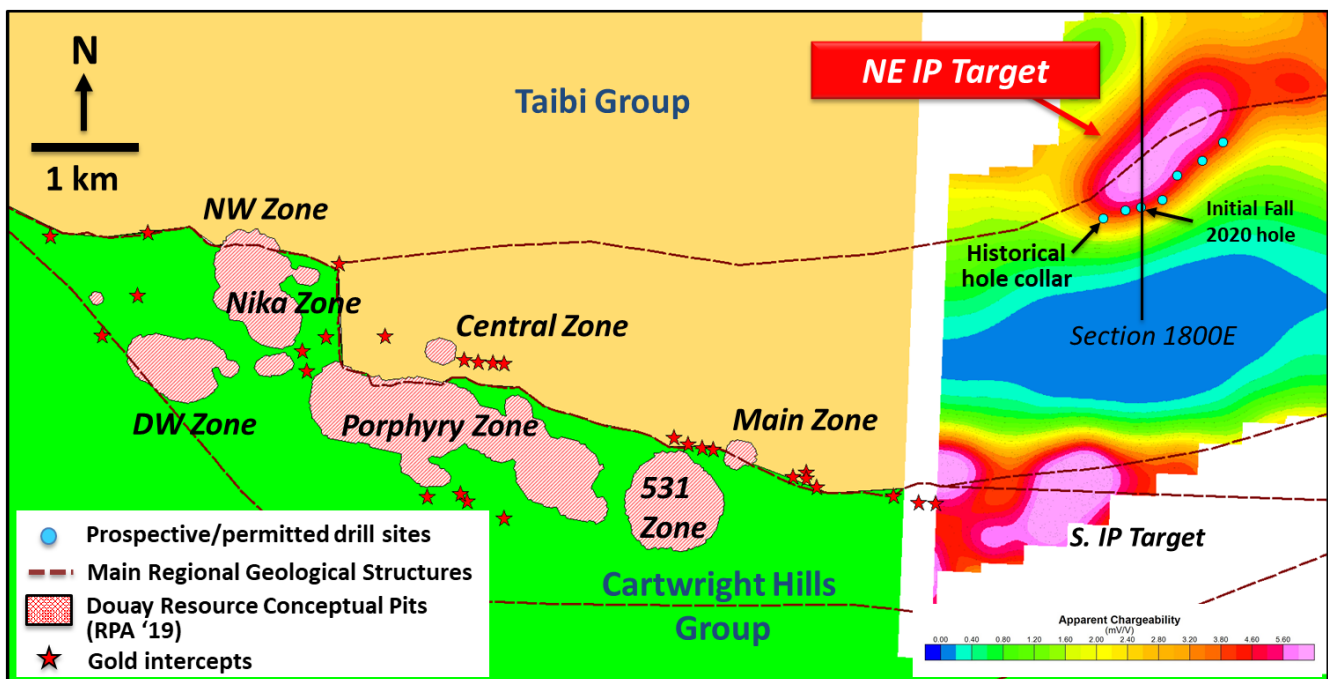 N
1 km
Taibi Group
NE IP Target
NW Zone
Nika Zone
Central Zone
DW Zone
Porphyry Zone
Main Zone
531
Zone
Historical
hole collar
Initial Fall
2020 hole
Section 1800E
S. IP Target
Cartwright Hills
Group
Prospective/permitted drill sites
Main Regional Geological Structures
Douay Resource Conceptual Pits
(RPA ‘19)
Gold intercepts
Apparent Chargeability
(mV/V)
0.00 0.40 0.80 1.20 1.60 2.00 2.40 2.80 3.20 3.80 4.60 5.60